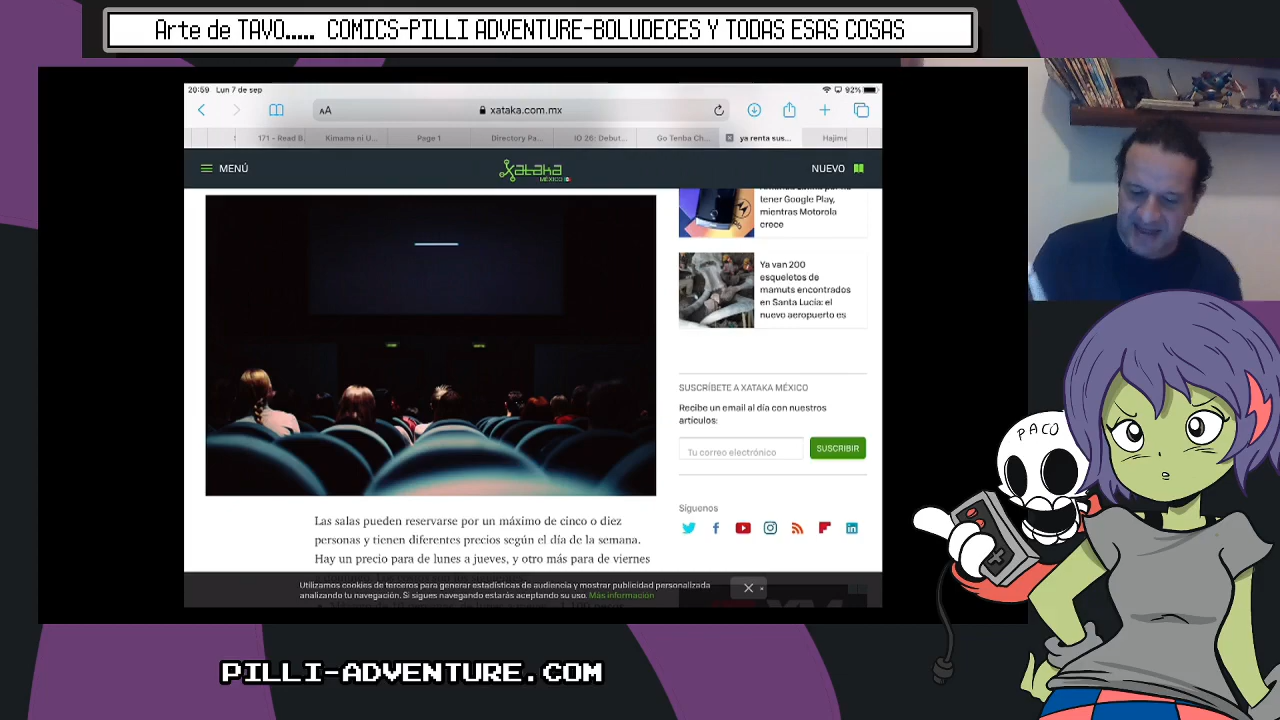 Arte de TAVO..... COMICS-PILLI ADVENTURE-BOLUDECES Y TODAS ESAS COSAS
20:59 Lun 7 de sep
92%
AA
xataka.com.mx
171 - Read B
Kimama ni U...
Page 1
Directory Pa...
IO 26: Debut...
Go Tenba Ch...
ya renta sus...
Hajime
MENÚ
xataka
MÉXICO
NUEVO
tener Google Play,
mientras Motorola
crece
Ya van 200
esqueletos de
mamuts encontrados
en Santa Lucía: el
nuevo aeropuerto es
SUSCRÍBETE A XATAKA MÉXICO
Recibe un email al día con nuestros
artículos:
Tu correo electrónico
SUSCRIBIR
Síguenos
Las salas pueden reservarse por un máximo de cinco o diez
personas y tienen diferentes precios según el día de la semana.
Hay un precio para de lunes a jueves, y otro más para de viernes
Utilizamos cookies de terceros para generar estadísticas de audiencia y mostrar publicidad personalizada
analizando tu navegación. Si sigues navegando estarás aceptando su uso. Más información
PACO
PILLI-ADVENTURE.COM